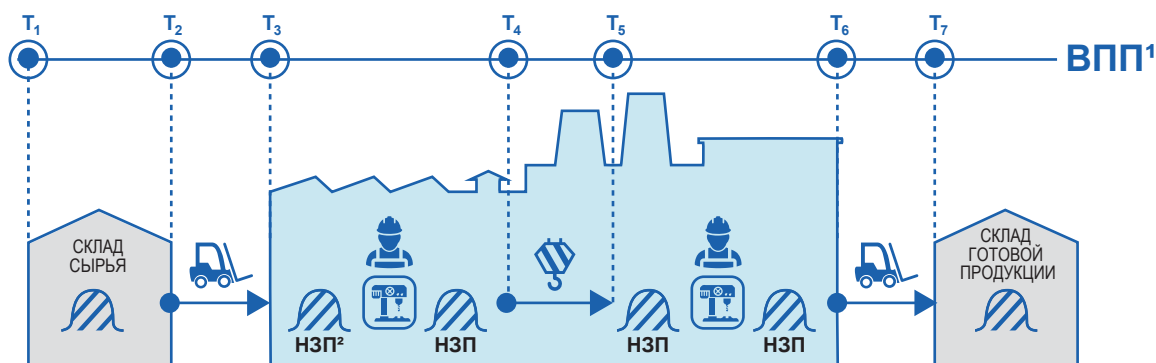 T₁ T₂ T₃ T₄ T₅ T₆ T₇
ВПП¹
СКЛАД
СЫРЬЯ
СКЛАД
ГОТОВОЙ
ПРОДУКЦИИ
НЗП² НЗП НЗП НЗП